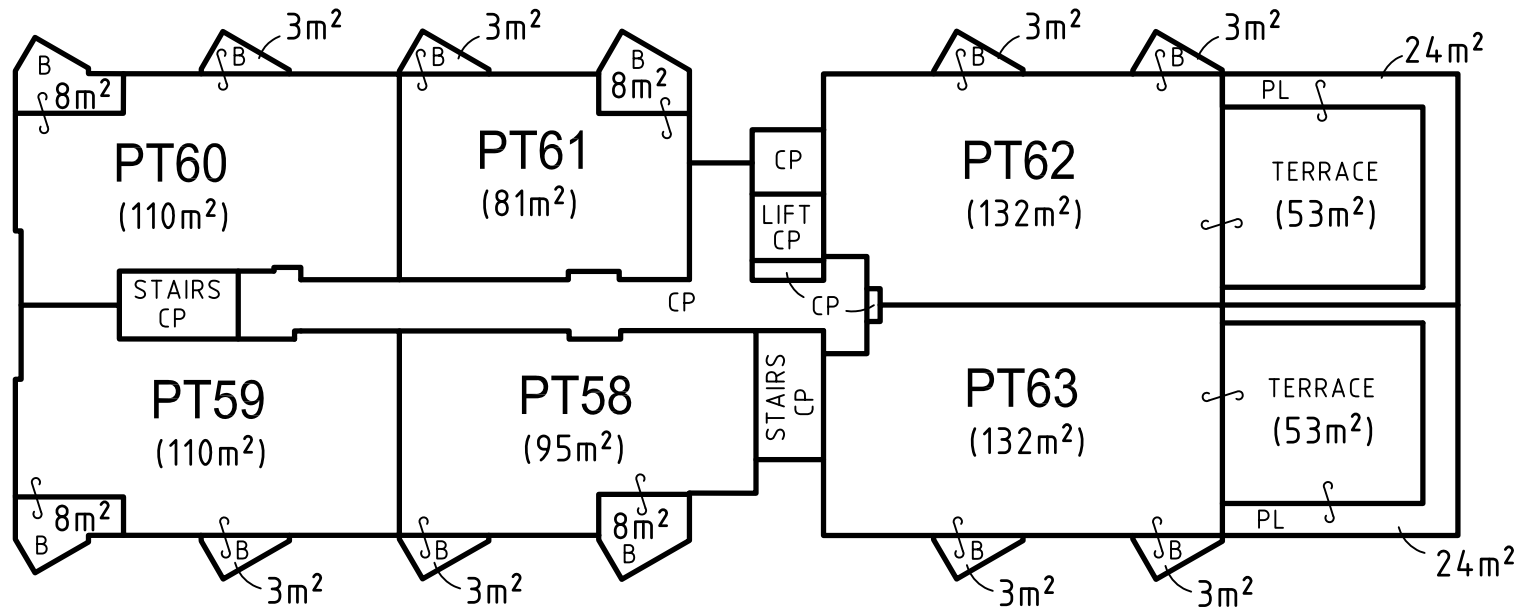 3m²
3m²
3m²
3m²
24m²
B
B
B
B
B
B
8m²
8m²
PL
PT60
(110m²)
PT61
(81m²)
CP
PT62
(132m²)
TERRACE
(53m²)
LIFT
CP
STAIRS
CP
CP
CP
PT59
(110m²)
PT58
(95m²)
STAIRS
CP
PT63
(132m²)
TERRACE
(53m²)
8m²
8m²
PL
B
B
B
B
B
B
3m²
3m²
3m²
3m²
24m²